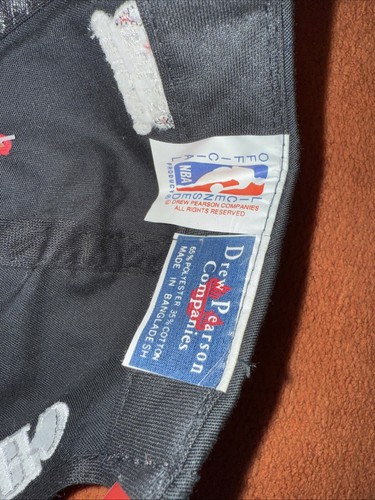 OFFICIAL
NBA
LICENSED
PRODUCT
© DREW PEARSON COMPANIES
ALL RIGHTS RESERVED
Drew Pearson
Companies
65% POLYESTER 35% COTTON
MADE IN BANGLADESH